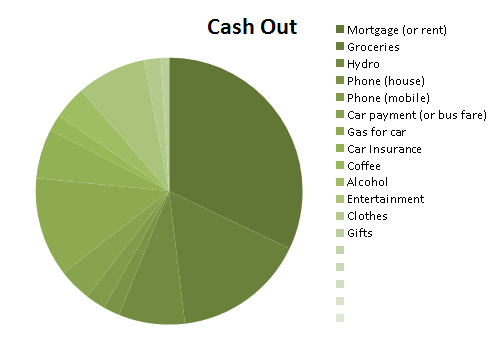 Cash Out
Mortgage (or rent)
Groceries
Hydro
Phone (house)
Phone (mobile)
Car payment (or bus fare)
Gas for car
Car Insurance
Coffee
Alcohol
Entertainment
Clothes
Gifts